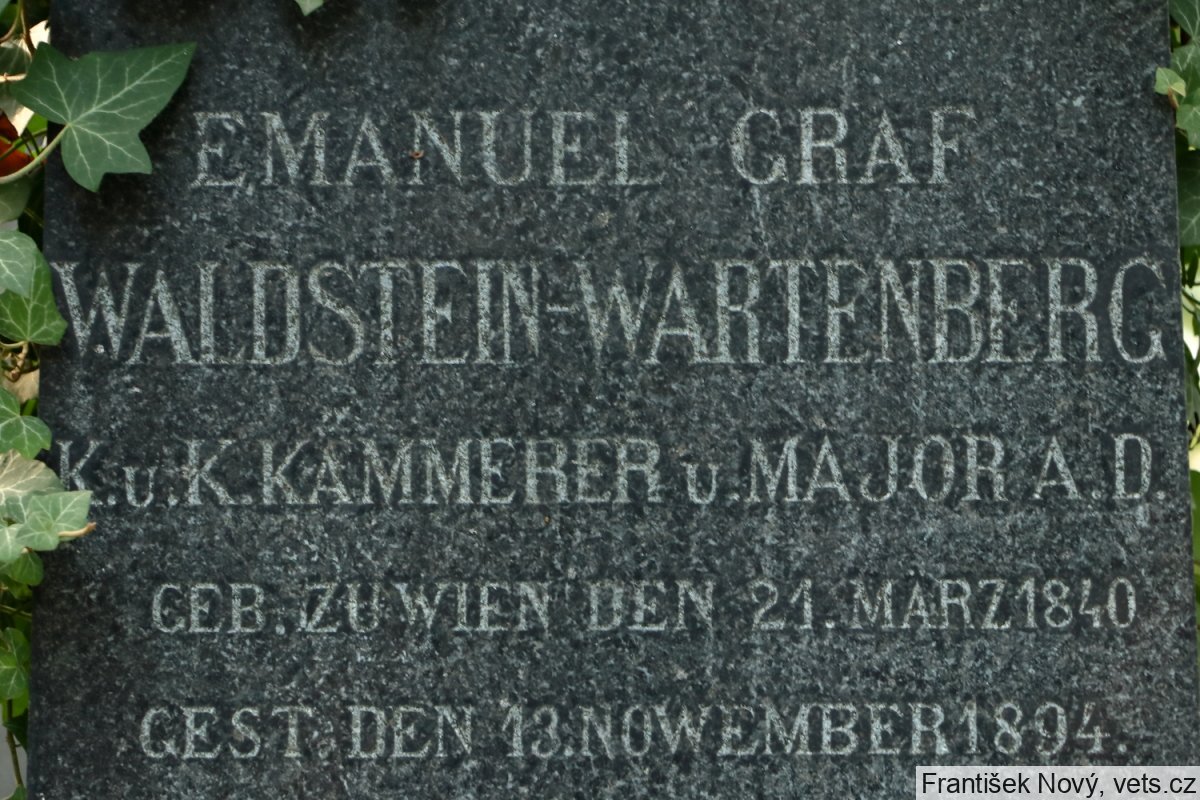 EMANUEL GRAF
WALDSTEIN-WARTENBERG
K.u.K.KÄMMERER u.MAJOR A.D.
GEB.ZU WIEN DEN 21.MÄRZ 1840
GEST.DEN 13.NOWEMBER 1894.
František Nový, vets.cz